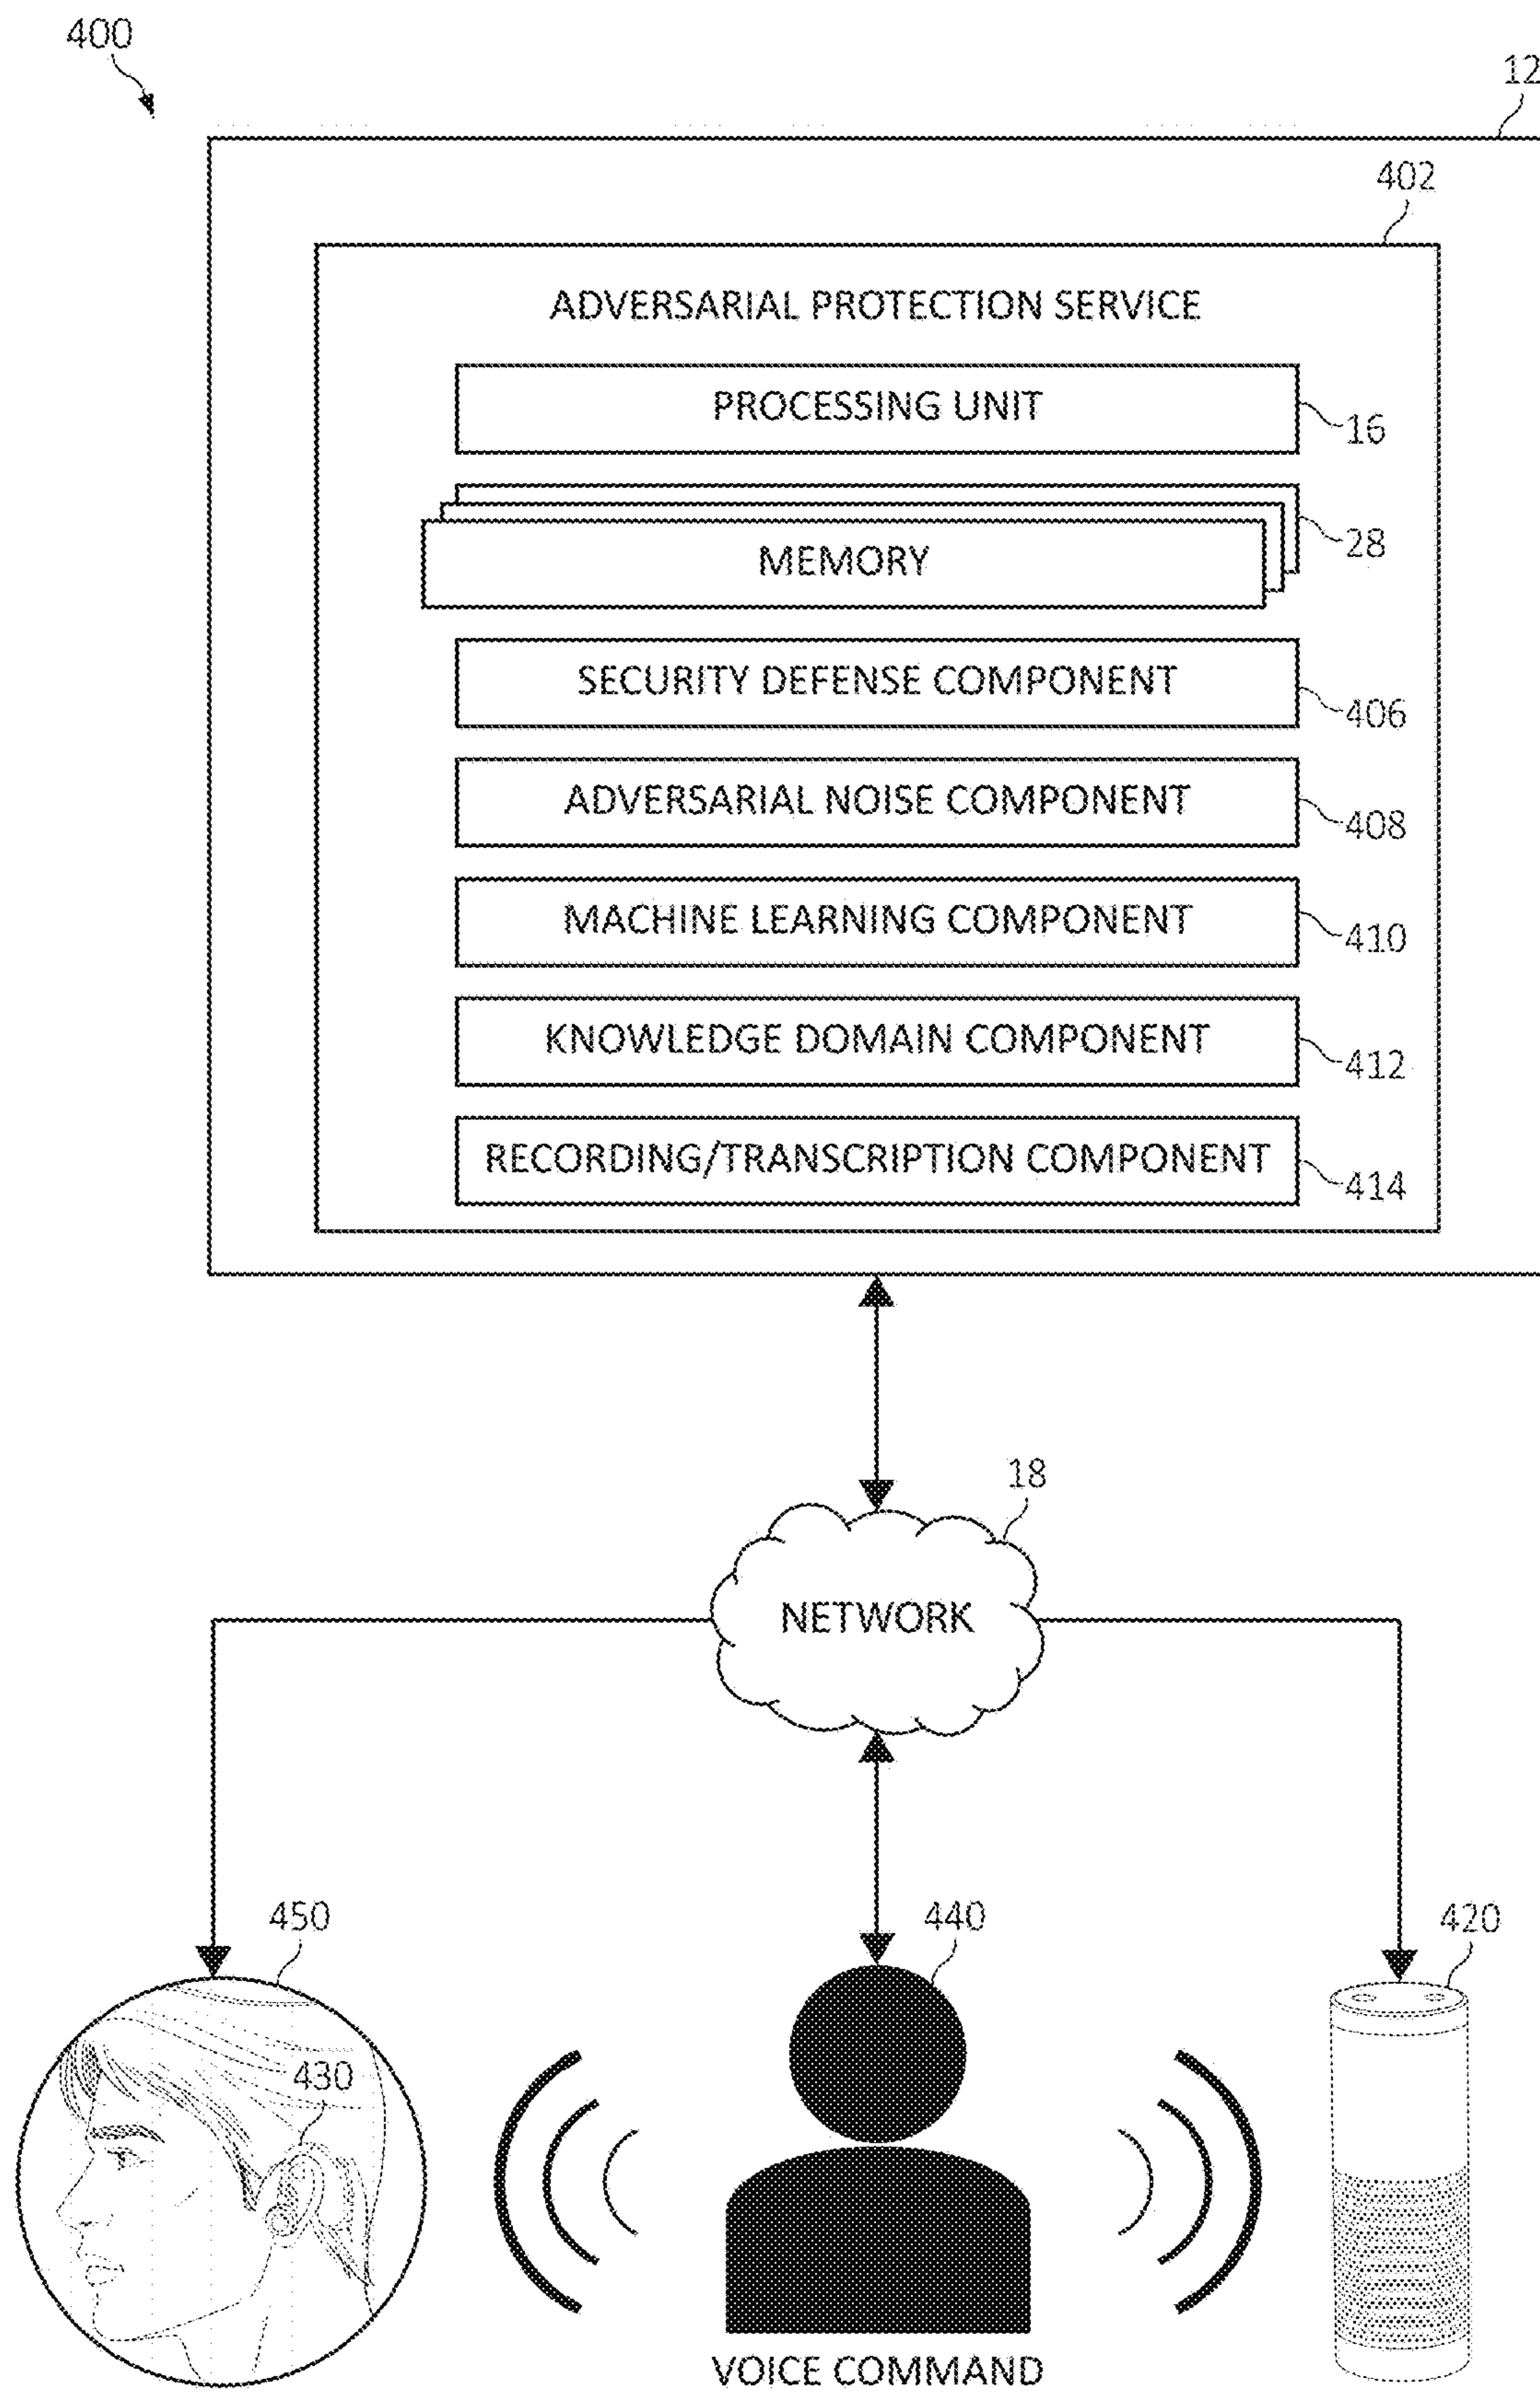 400
12
402
ADVERSARIAL PROTECTION SERVICE
PROCESSING UNIT
16
MEMORY
28
SECURITY DEFENSE COMPONENT
406
ADVERSARIAL NOISE COMPONENT
408
MACHINE LEARNING COMPONENT
410
KNOWLEDGE DOMAIN COMPONENT
412
RECORDING/TRANSCRIPTION COMPONENT
414
18
NETWORK
450
440
420
430
VOICE COMMAND